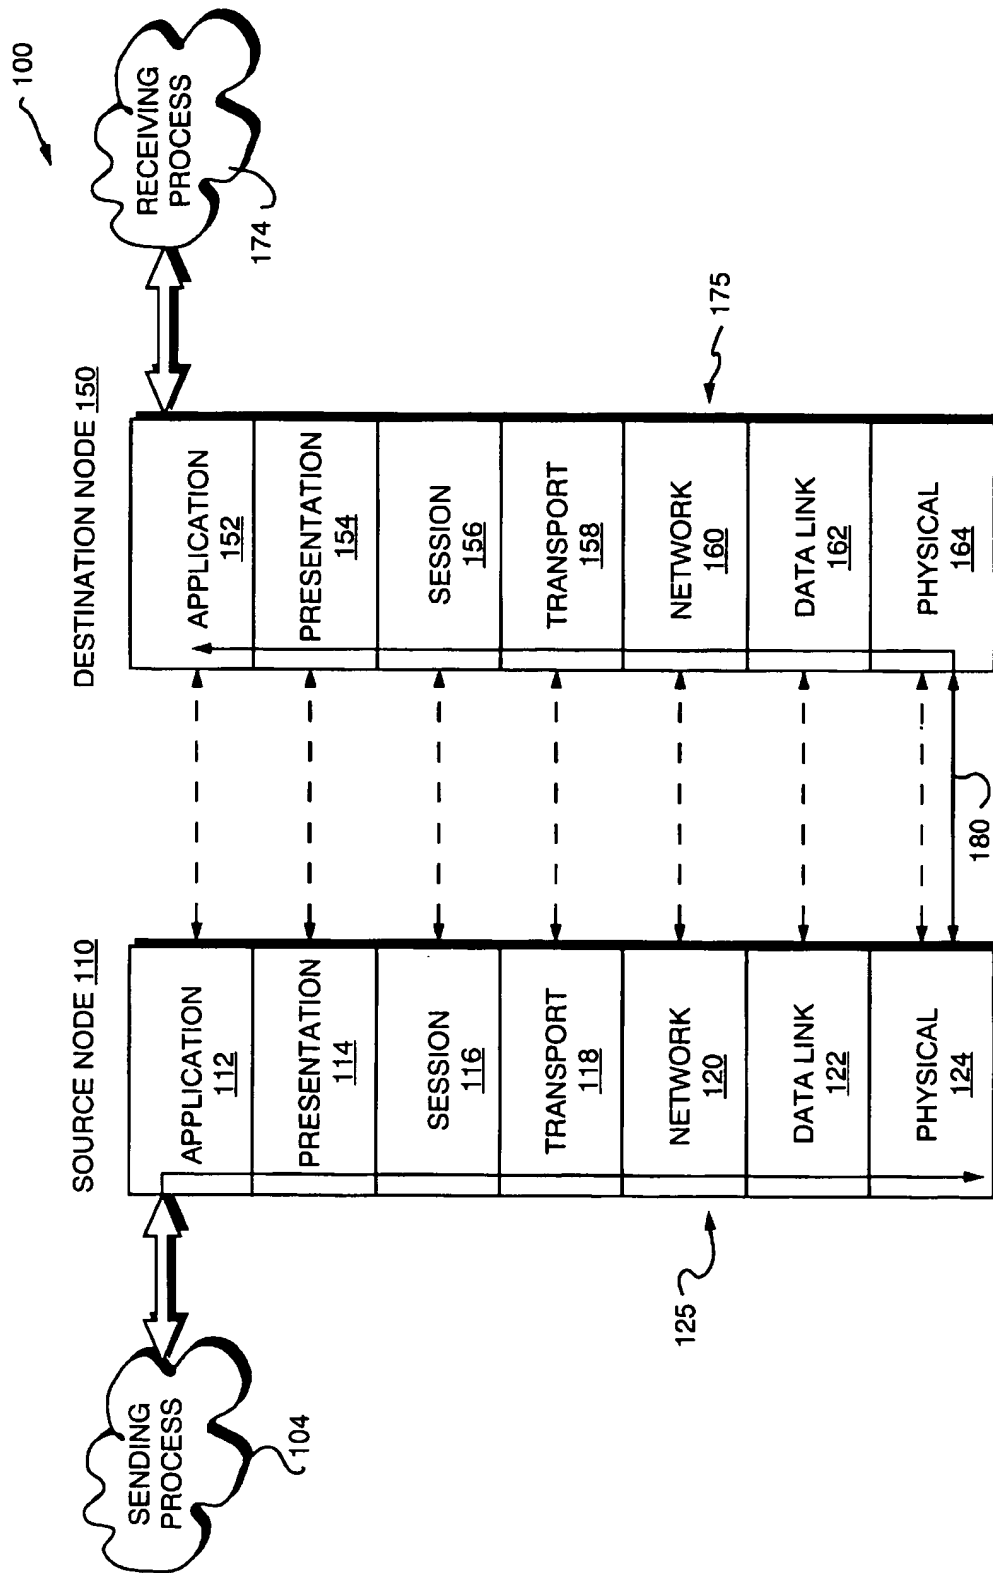 100
SOURCE NODE 110
DESTINATION NODE 150
SENDING
PROCESS
104
RECEIVING
PROCESS
174
APPLICATION
112
PRESENTATION
114
SESSION
116
TRANSPORT
118
NETWORK
120
DATA LINK
122
PHYSICAL
124
125
APPLICATION
152
PRESENTATION
154
SESSION
156
TRANSPORT
158
NETWORK
160
DATA LINK
162
PHYSICAL
164
175
180